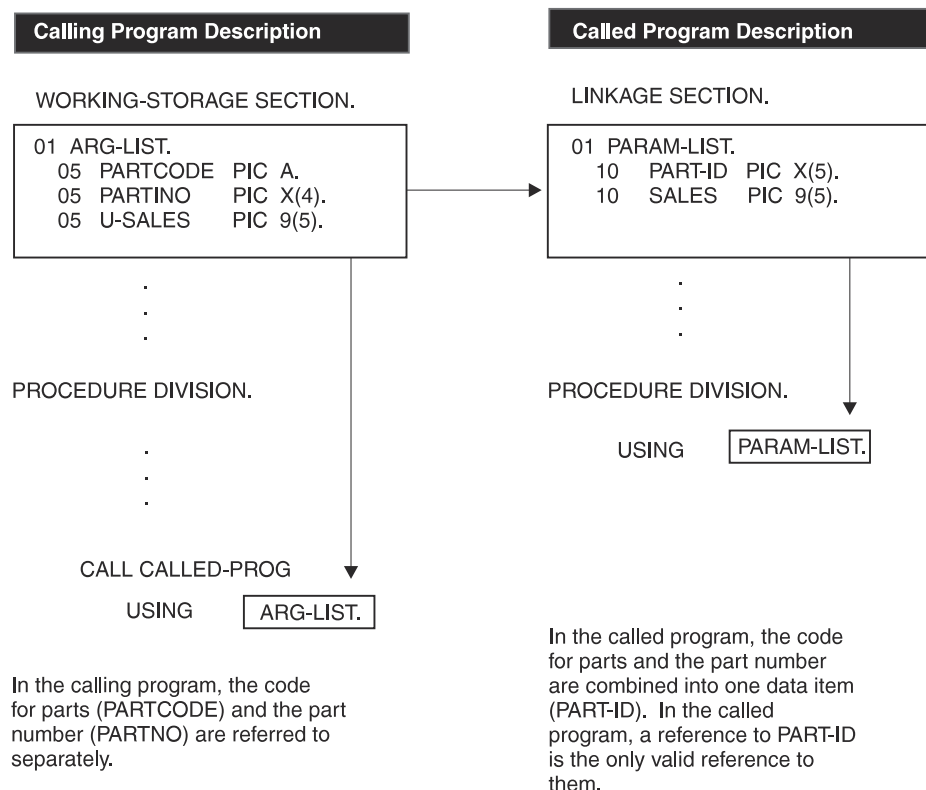 Calling Program Description
WORKING-STORAGE SECTION.
01 ARG-LIST.
05 PARTCODE PIC A.
05 PARTINO PIC X(4).
05 U-SALES PIC 9(5).
.
.
.
PROCEDURE DIVISION.
.
.
.
CALL CALLED-PROG
USING ARG-LIST.
In the calling program, the code
for parts (PARTCODE) and the part
number (PARTNO) are referred to
separately.
Called Program Description
LINKAGE SECTION.
01 PARAM-LIST.
10 PART-ID PIC X(5).
10 SALES PIC 9(5).
.
.
.
PROCEDURE DIVISION.
USING PARAM-LIST.
In the called program, the code
for parts and the part number
are combined into one data item
(PART-ID). In the called
program, a reference to PART-ID
is the only valid reference to
them.